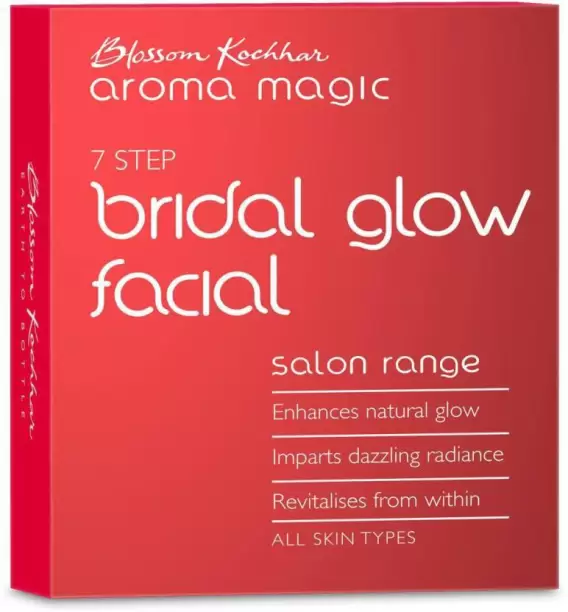 Blossom Kochhar
aroma magic
7 STEP
bridal glow
facial
salon range
Enhances natural glow
Imparts dazzling radiance
Revitalises from within
ALL SKIN TYPES
Blossom Kochhar
EARTH TO BOTTLE